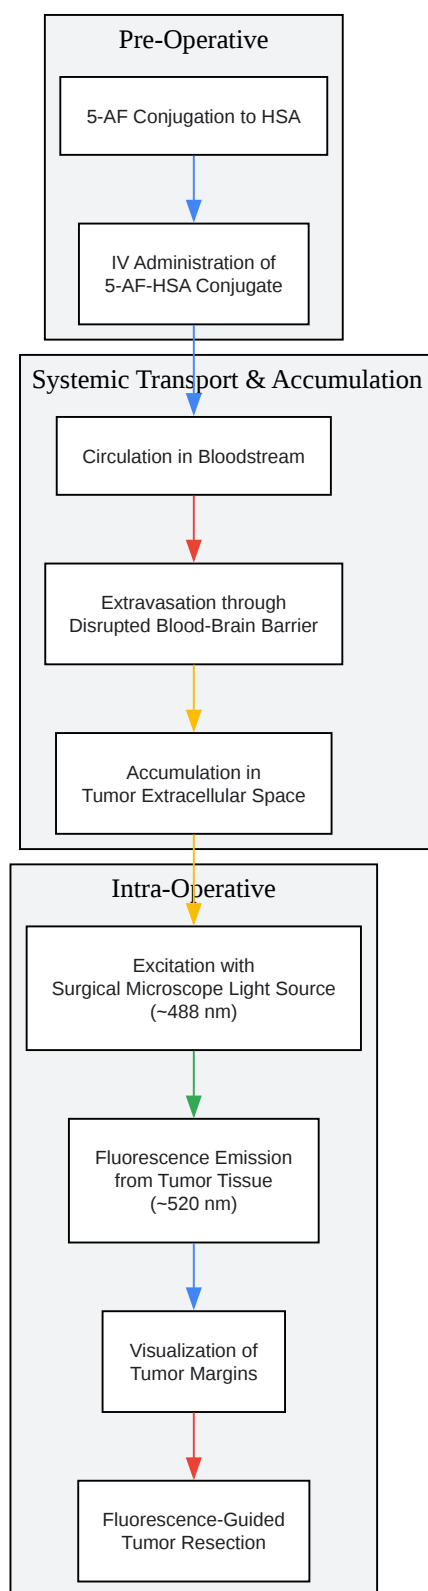 Pre-Operative
5-AF Conjugation to HSA
IV Administration of
5-AF-HSA Conjugate
Systemic Transport & Accumulation
Circulation in Bloodstream
Extravasation through
Disrupted Blood-Brain Barrier
Accumulation in
Tumor Extracellular Space
Intra-Operative
Excitation with
Surgical Microscope Light Source
(~488 nm)
Fluorescence Emission
from Tumor Tissue
(~520 nm)
Visualization of
Tumor Margins
Fluorescence-Guided
Tumor Resection